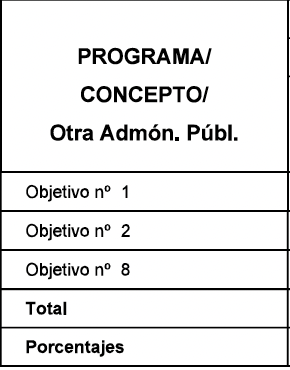 PROGRAMA/
CONCEPTO/
Otra Admón. Públ.
Objetivo nº 1
Objetivo nº 2
Objetivo nº 8
Total
Porcentajes